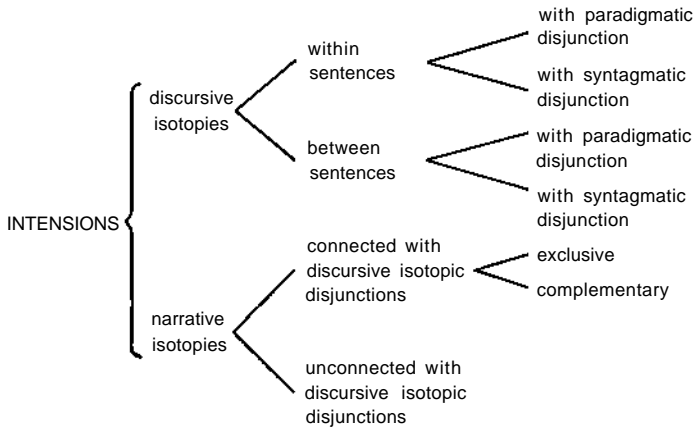 with paradigmatic
disjunction
within
sentences
with syntagmatic
disjunction
discursive
isotopies
with paradigmatic
disjunction
between
sentences
with syntagmatic
disjunction
INTENSIONS
connected with
discursive isotopic
disjunctions
exclusive
complementary
narrative
isotopies
unconnected with
discursive isotopic
disjunctions